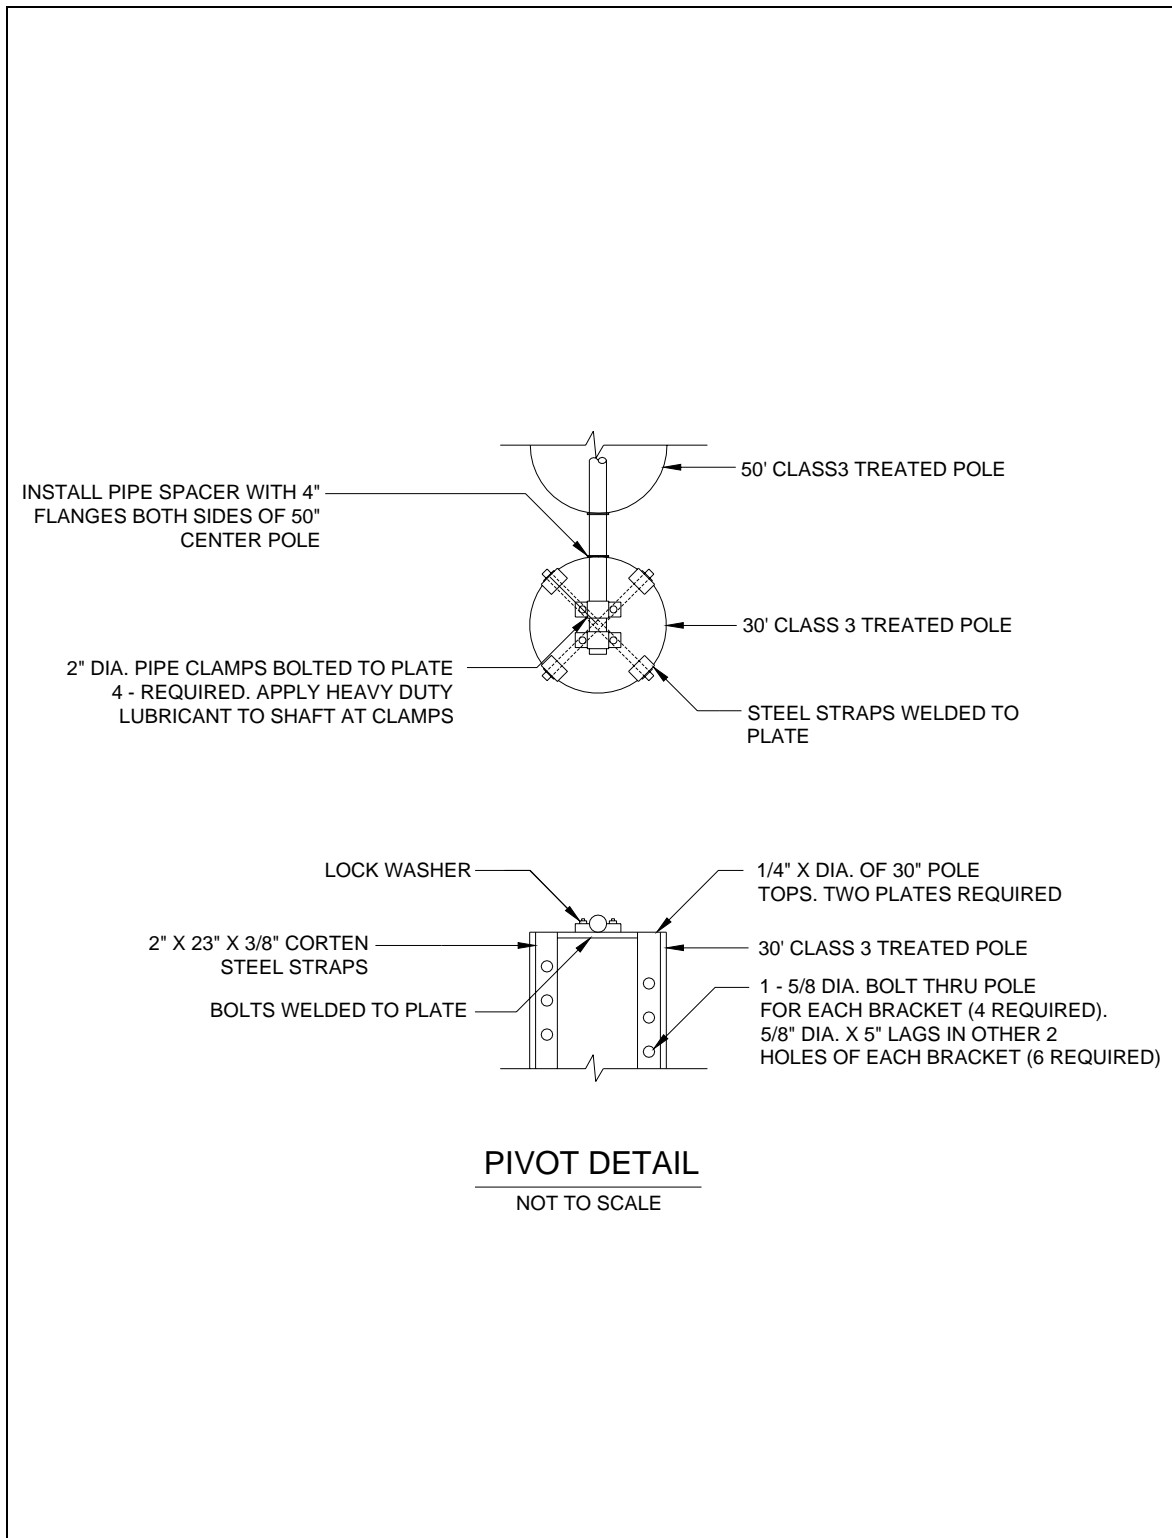 50' CLASS3 TREATED POLE
INSTALL PIPE SPACER WITH 4"
FLANGES BOTH SIDES OF 50"
CENTER POLE
30' CLASS 3 TREATED POLE
2" DIA. PIPE CLAMPS BOLTED TO PLATE
4 - REQUIRED. APPLY HEAVY DUTY
LUBRICANT TO SHAFT AT CLAMPS
STEEL STRAPS WELDED TO
PLATE
LOCK WASHER
1/4" X DIA. OF 30" POLE
TOPS. TWO PLATES REQUIRED
2" X 23" X 3/8" CORTEN
STEEL STRAPS
30' CLASS 3 TREATED POLE
BOLTS WELDED TO PLATE
1 - 5/8 DIA. BOLT THRU POLE
FOR EACH BRACKET (4 REQUIRED).
5/8" DIA. X 5" LAGS IN OTHER 2
HOLES OF EACH BRACKET (6 REQUIRED)
PIVOT DETAIL
NOT TO SCALE